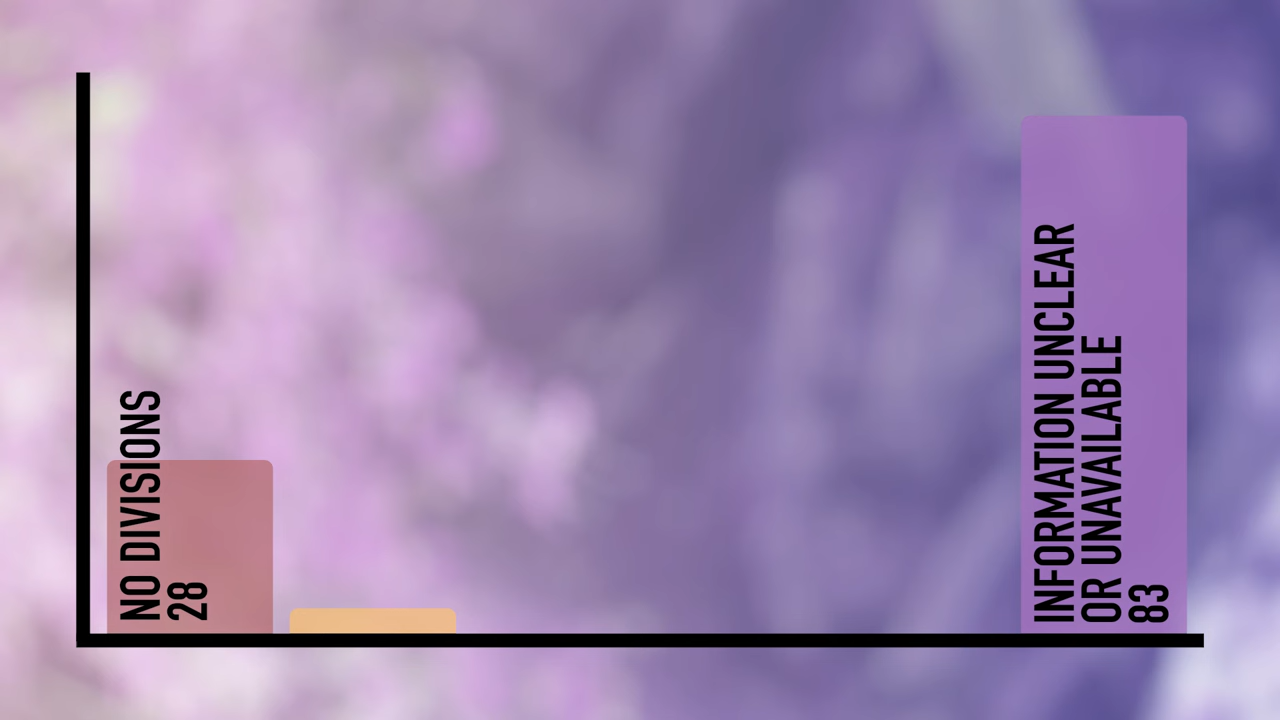 NO DIVISIONS
28
INFORMATION UNCLEAR
OR UNAVAILABLE
83